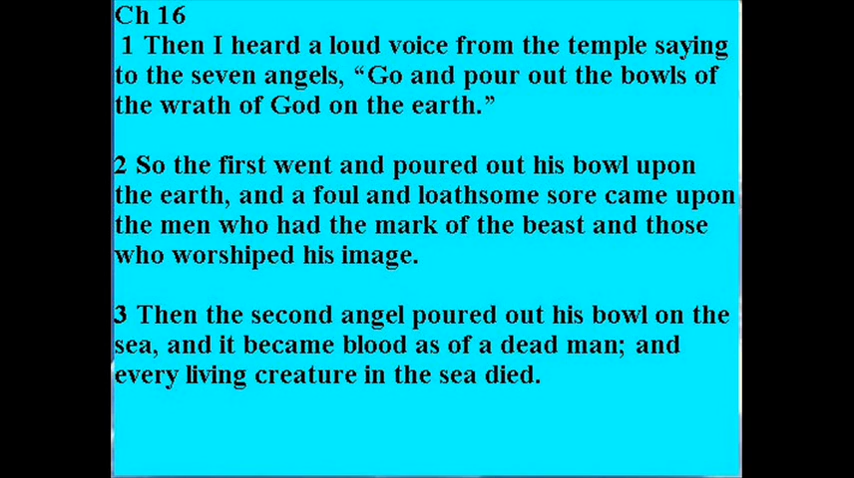 Ch 16
1 Then I heard a loud voice from the temple saying
to the seven angels, “Go and pour out the bowls of
the wrath of God on the earth.”
2 So the first went and poured out his bowl upon
the earth, and a foul and loathsome sore came upon
the men who had the mark of the beast and those
who worshiped his image.
3 Then the second angel poured out his bowl on the
sea, and it became blood as of a dead man; and
every living creature in the sea died.